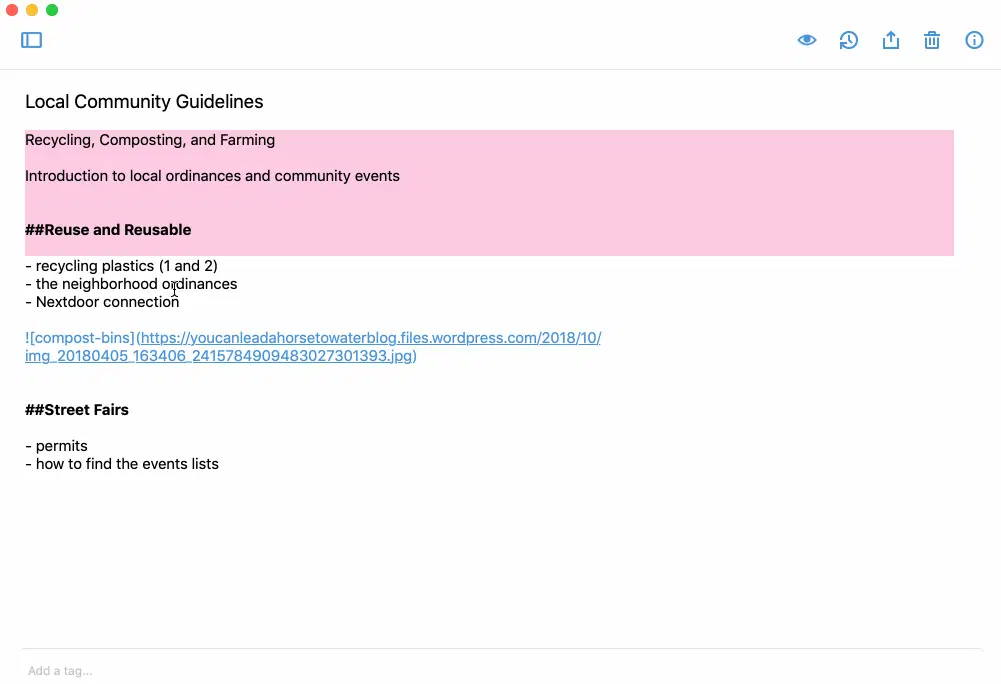 Local Community Guidelines
Recycling, Composting, and Farming
Introduction to local ordinances and community events
##Reuse and Reusable
- recycling plastics (1 and 2)
- the neighborhood ordinances
- Nextdoor connection
![compost-bins](https://youcanleadahorsetowaterblog.files.wordpress.com/2018/10/
img_20180405_163406_2415784909483027301393.jpg)
##Street Fairs
- permits
- how to find the events lists
Add a tag...